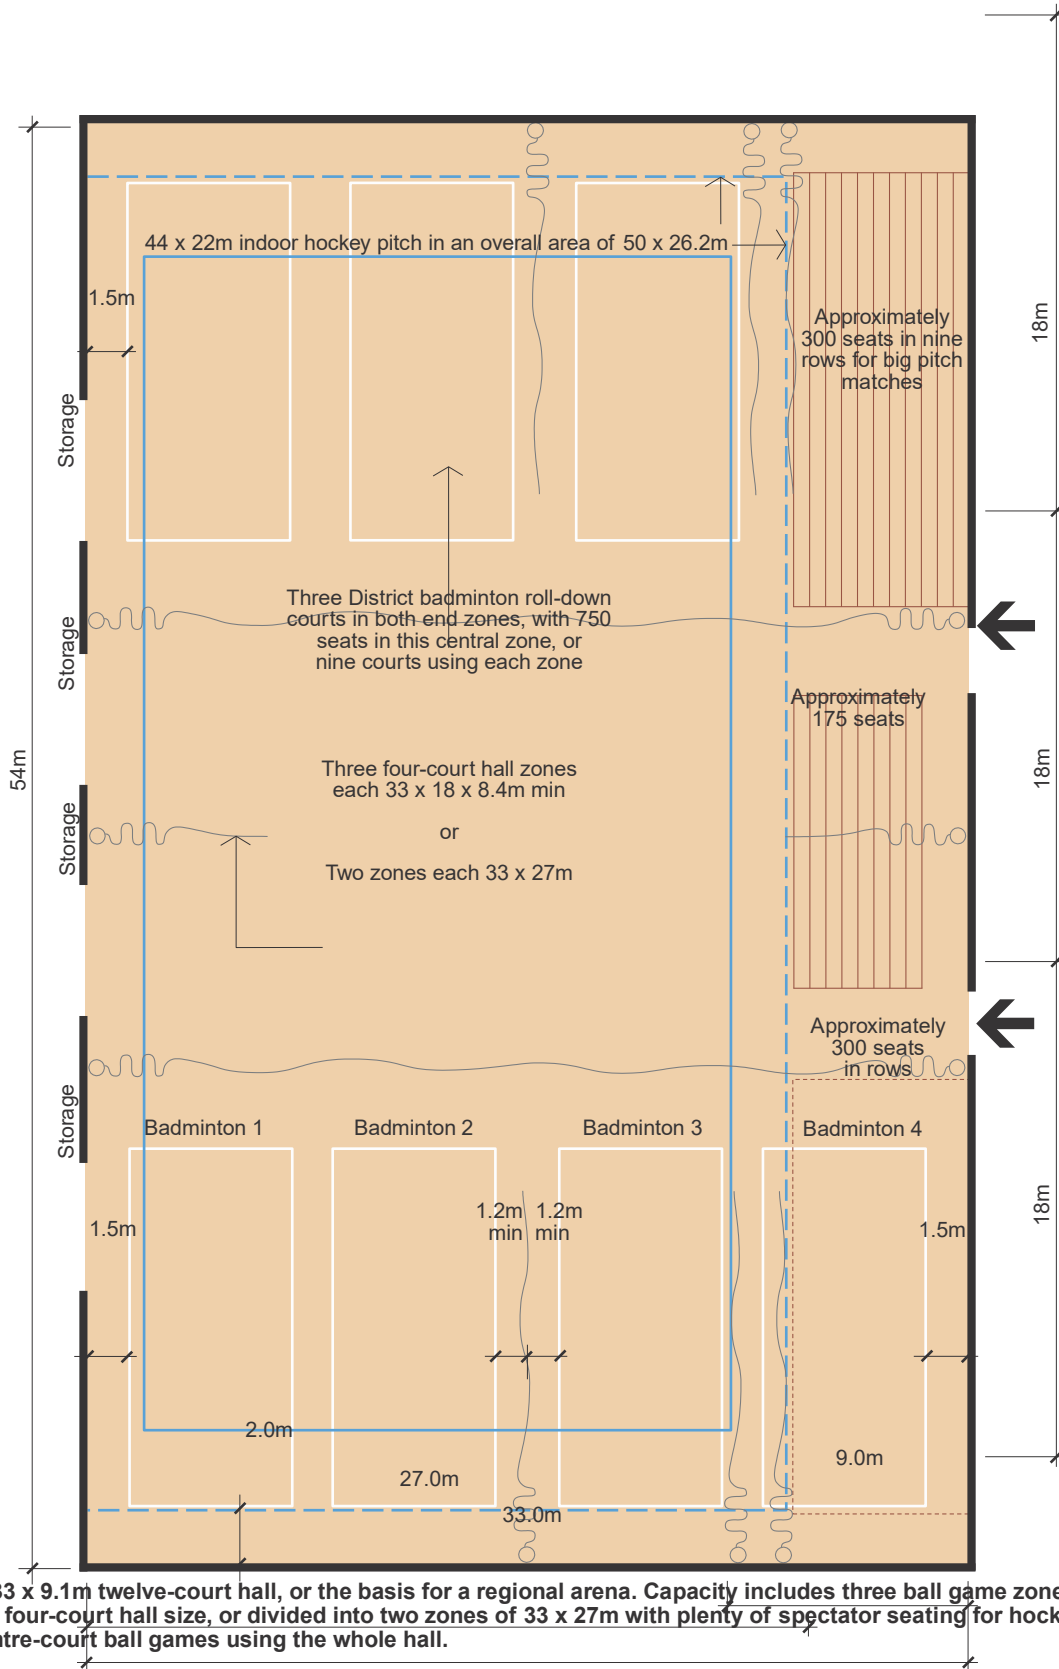 44 x 22m indoor hockey pitch in an overall area of 50 x 26.2m
1.5m
Approximately
300 seats in nine
rows for big pitch
matches
18m
Storage
Three District badminton roll-down
courts in both end zones, with 750
seats in this central zone, or
nine courts using each zone
Storage
Approximately
175 seats
54m
Three four-court hall zones
each 33 x 18 x 8.4m min
or
Two zones each 33 x 27m
18m
Storage
Approximately
300 seats
in rows
Storage
Badminton 1
Badminton 2
Badminton 3
Badminton 4
1.5m
1.2m
min
1.2m
min
1.5m
18m
2.0m
27.0m
9.0m
33.0m
33 x 9.1m twelve-court hall, or the basis for a regional arena. Capacity includes three ball game zone
four-court hall size, or divided into two zones of 33 x 27m with plenty of spectator seating for hock
ntre-court ball games using the whole hall.